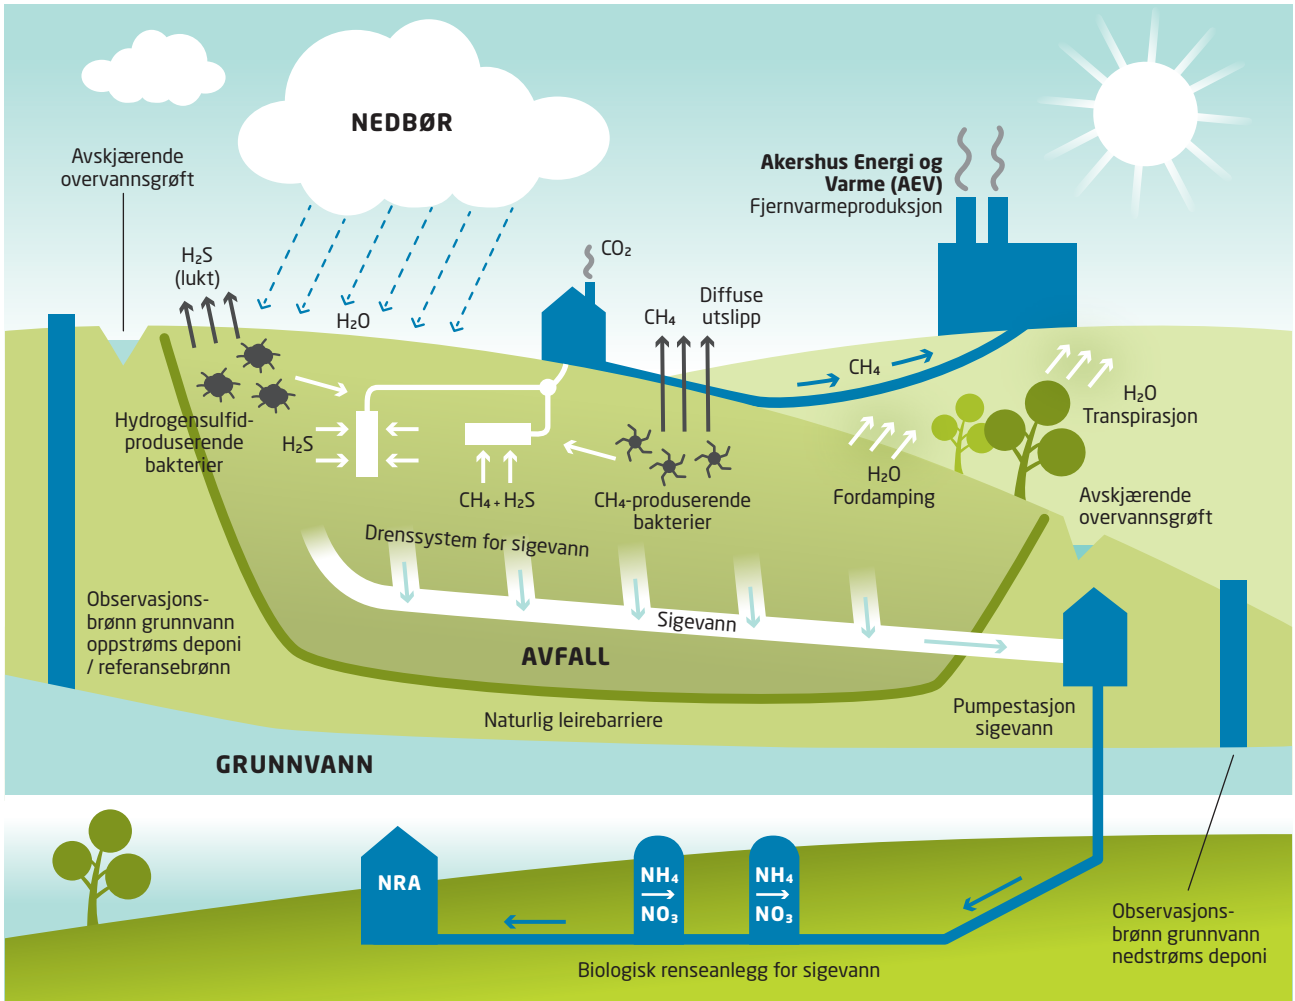 NEDBØR
Avskjærende
overvannsgrøft
Akershus Energi og
Varme (AEV)
Fjernvarmeproduksjon
H₂S
(lukt)
CO₂
H₂O
CH₄
Diffuse
utslipp
CH₄
H₂O
Transpirasjon
Hydrogensulfid-
produserende
bakterier
H₂S
CH₄ + H₂S
CH₄-produserende
bakterier
H₂O
Fordamping
Avskjærende
overvannsgrøft
Drenssystem for sigevann
Observasjons-
brønn grunnvann
oppstrøms deponi
/ referansebrønn
Sigevann
AVFALL
Naturlig leirebarriere
Pumpestasjon
sigevann
GRUNNVANN
NRA
NH₄
NO₃
NH₄
NO₃
Observasjons-
brønn grunnvann
nedstrøms deponi
Biologisk renseanlegg for sigevann